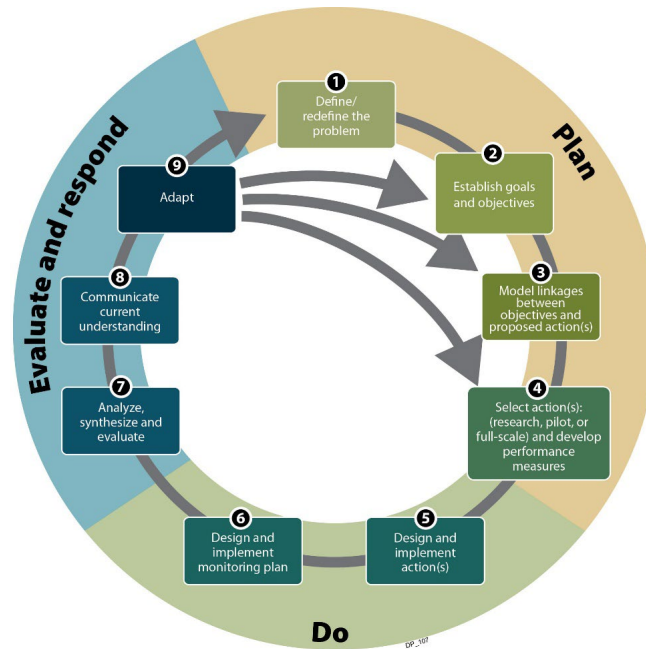 Plan
1
Define/
redefine the
problem
2
Establish goals
and objectives
3
Model linkages
between
objectives and
proposed action(s)
4
Select action(s):
(research, pilot, or
full-scale) and develop
performance
measures
Do
5
Design and
implement
action(s)
6
Design and
implement
monitoring plan
Evaluate and respond
7
Analyze,
synthesize and
evaluate
8
Communicate
current
understanding
9
Adapt
DP_107